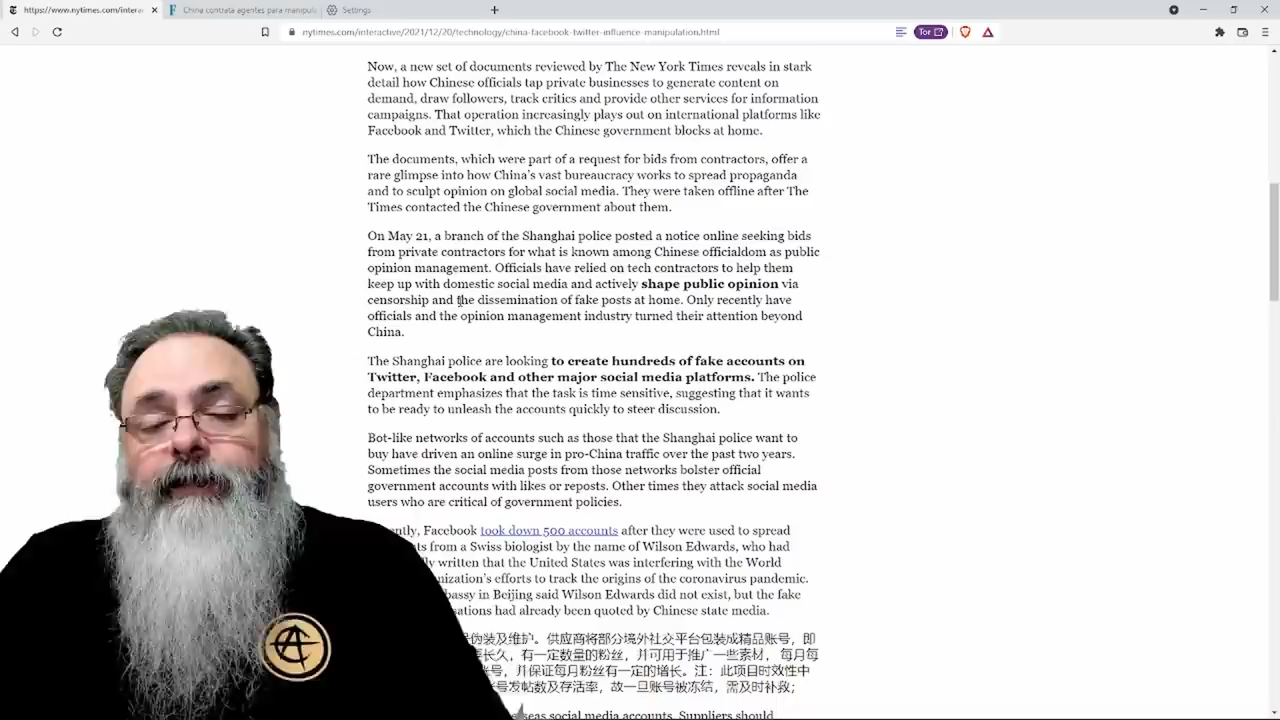 https://www.nytimes.com/intera
China contrata agentes para manipula
Settings
nytimes.com/interactive/2021/12/20/technology/china-facebook-twitter-influence-manipulation.html
Tor
Now, a new set of documents reviewed by The New York Times reveals in stark
detail how Chinese officials tap private businesses to generate content on
demand, draw followers, track critics and provide other services for information
campaigns. That operation increasingly plays out on international platforms like
Facebook and Twitter, which the Chinese government blocks at home.
The documents, which were part of a request for bids from contractors, offer a
rare glimpse into how China's vast bureaucracy works to spread propaganda
and to sculpt opinion on global social media. They were taken offline after The
Times contacted the Chinese government about them.
On May 21, a branch of the Shanghai police posted a notice online seeking bids
from private contractors for what is known among Chinese officialdom as public
opinion management. Officials have relied on tech contractors to help them
keep up with domestic social media and actively shape public opinion via
censorship and the dissemination of fake posts at home. Only recently have
officials and the opinion management industry turned their attention beyond
China.
The Shanghai police are looking to create hundreds of fake accounts on
Twitter, Facebook and other major social media platforms. The police
department emphasizes that the task is time sensitive, suggesting that it wants
to be ready to unleash the accounts quickly to steer discussion.
Bot-like networks of accounts such as those that the Shanghai police want to
buy have driven an online surge in pro-China traffic over the past two years.
Sometimes the social media posts from those networks bolster official
government accounts with likes or reposts. Other times they attack social media
users who are critical of government policies.
ntly, Facebook took down 500 accounts after they were used to spread
ts from a Swiss biologist by the name of Wilson Edwards, who had
ly written that the United States was interfering with the World
nization's efforts to track the origins of the coronavirus pandemic.
bassy in Beijing said Wilson Edwards did not exist, but the fake
sations had already been quoted by Chinese state media.
伪装及维护。供应商将部分境外社交平台包装成精品账号，即
长久，有一定数量的粉丝，并可用于推广一些素材， 每月每
号，并保证每月粉丝有一定的增长。注：此项目时效性中
号发帖数及存活率，故一旦账号被冻结，需及时补救；
seas social media accounts. Suppliers should